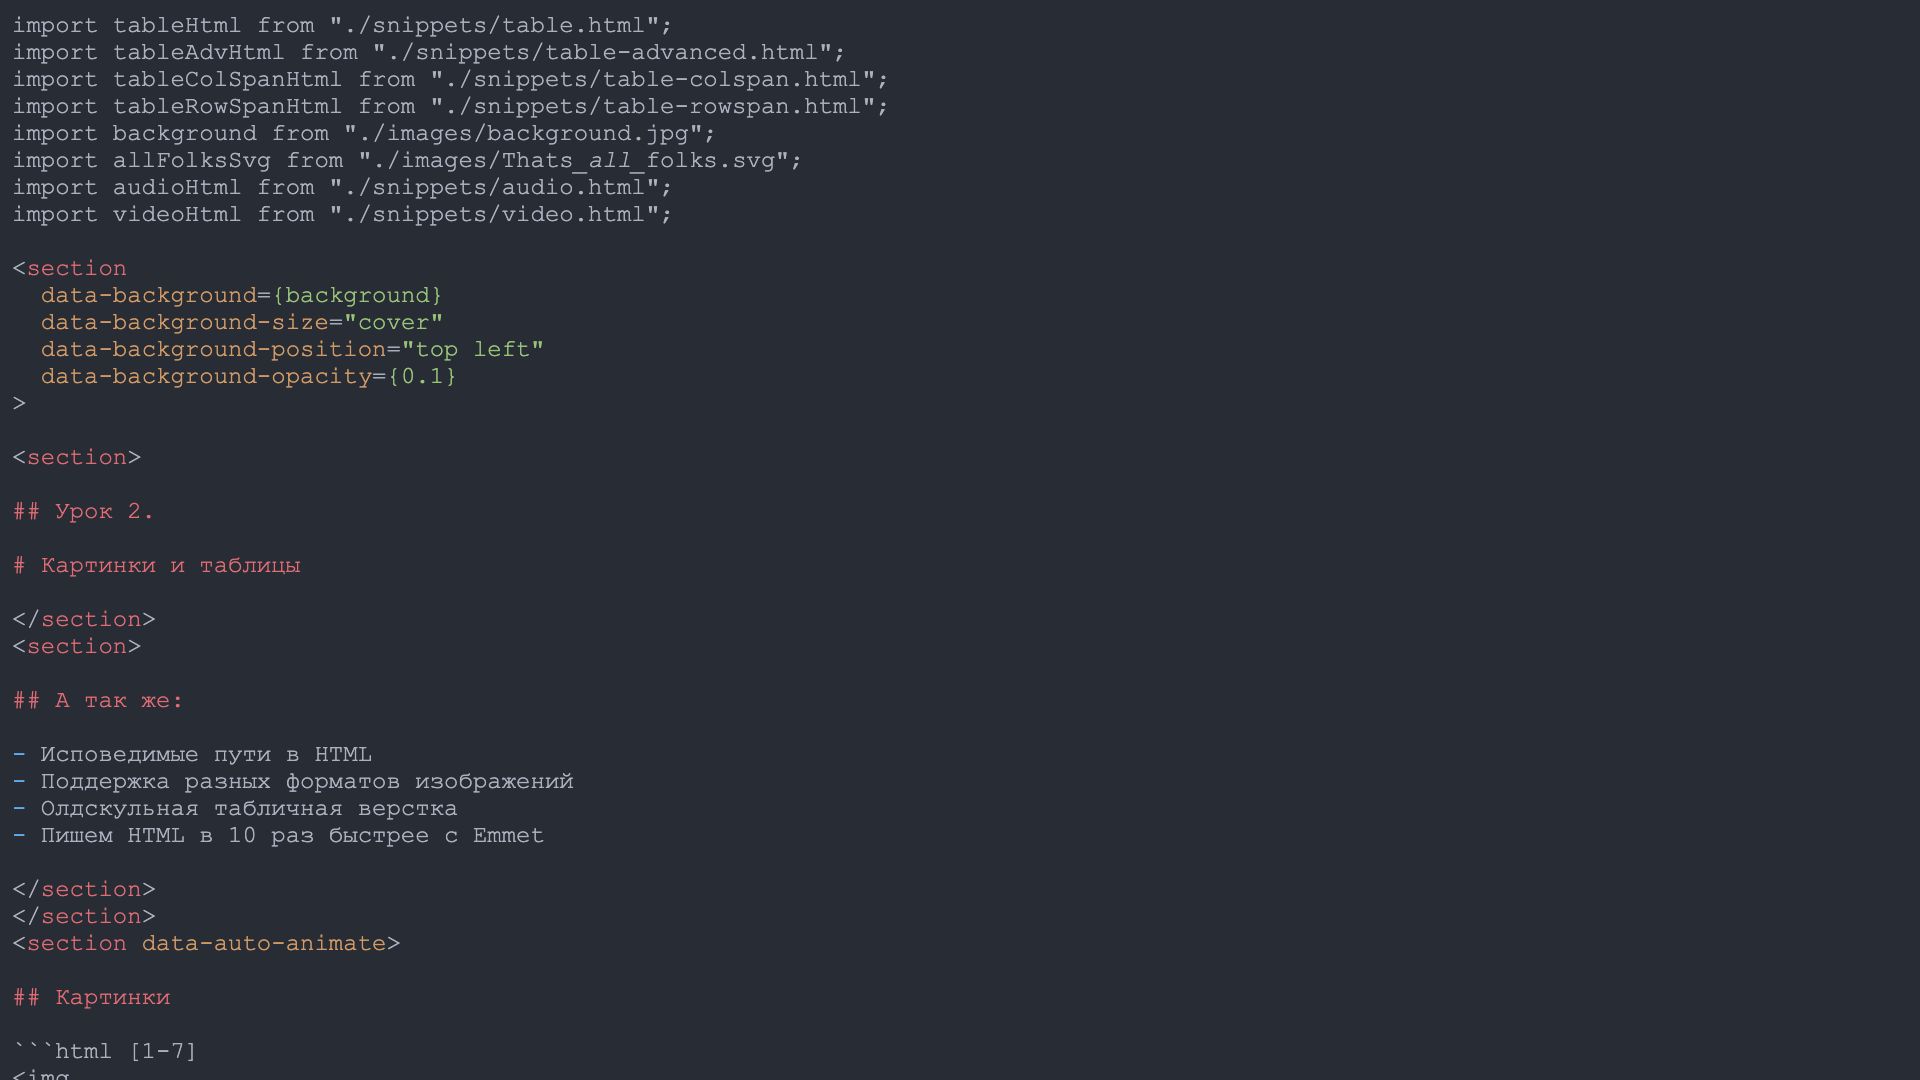 import tableHtml from "./snippets/table.html";
import tableAdvHtml from "./snippets/table-advanced.html";
import tableColSpanHtml from "./snippets/table-colspan.html";
import tableRowSpanHtml from "./snippets/table-rowspan.html";
import background from "./images/background.jpg";
import allFolksSvg from "./images/Thats_all_folks.svg";
import audioHtml from "./snippets/audio.html";
import videoHtml from "./snippets/video.html";
<section
data-background={background}
data-background-size="cover"
data-background-position="top left"
data-background-opacity={0.1}
>
<section>
## Урок 2.
# Картинки и таблицы
</section>
<section>
## А так же:
- Исповедимые пути в HTML
- Поддержка разных форматов изображений
- Олдскульная табличная верстка
- Пишем HTML в 10 раз быстрее с Emmet
</section>
</section>
<section data-auto-animate>
## Картинки
```html [1-7]
<img